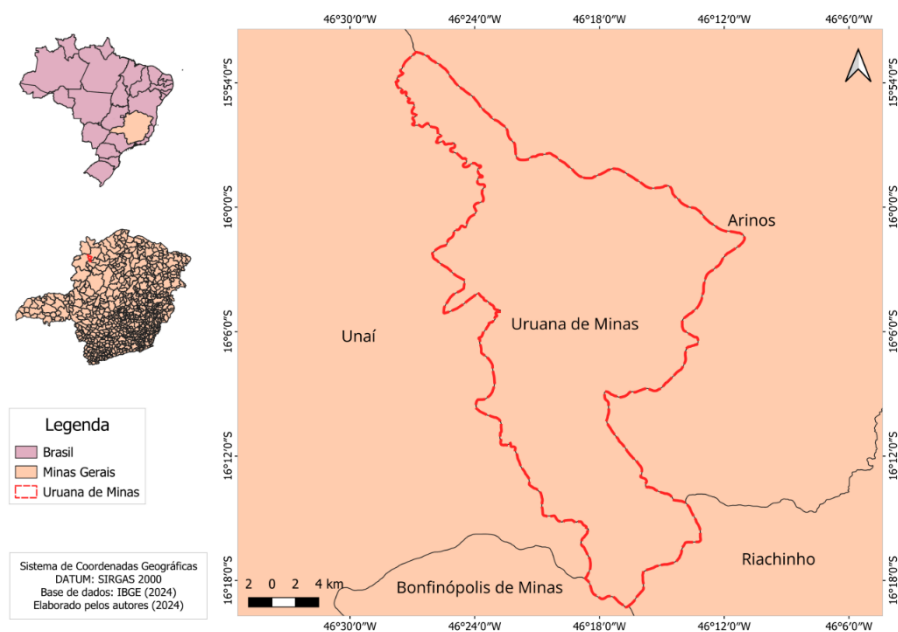 46°30'0"O 46°24'0"O 46°18'0"O 46°12'0"O 46°6'0"O
15°54'0"S
15°54'0"S
16°0'0"S
16°0'0"S
Arinos
Unaí
Uruana de Minas
16°6'0"S
16°6'0"S
Legenda
Brasil
Minas Gerais
Uruana de Minas
16°12'0"S
16°12'0"S
Sistema de Coordenadas Geográficas
DATUM: SIRGAS 2000
Base de dados: IBGE (2024)
Elaborado pelos autores (2024)
Riachinho
Bonfinópolis de Minas
16°18'0"S
16°18'0"S
2 0 2 4 km
46°30'0"O 46°24'0"O 46°18'0"O 46°12'0"O 46°6'0"O